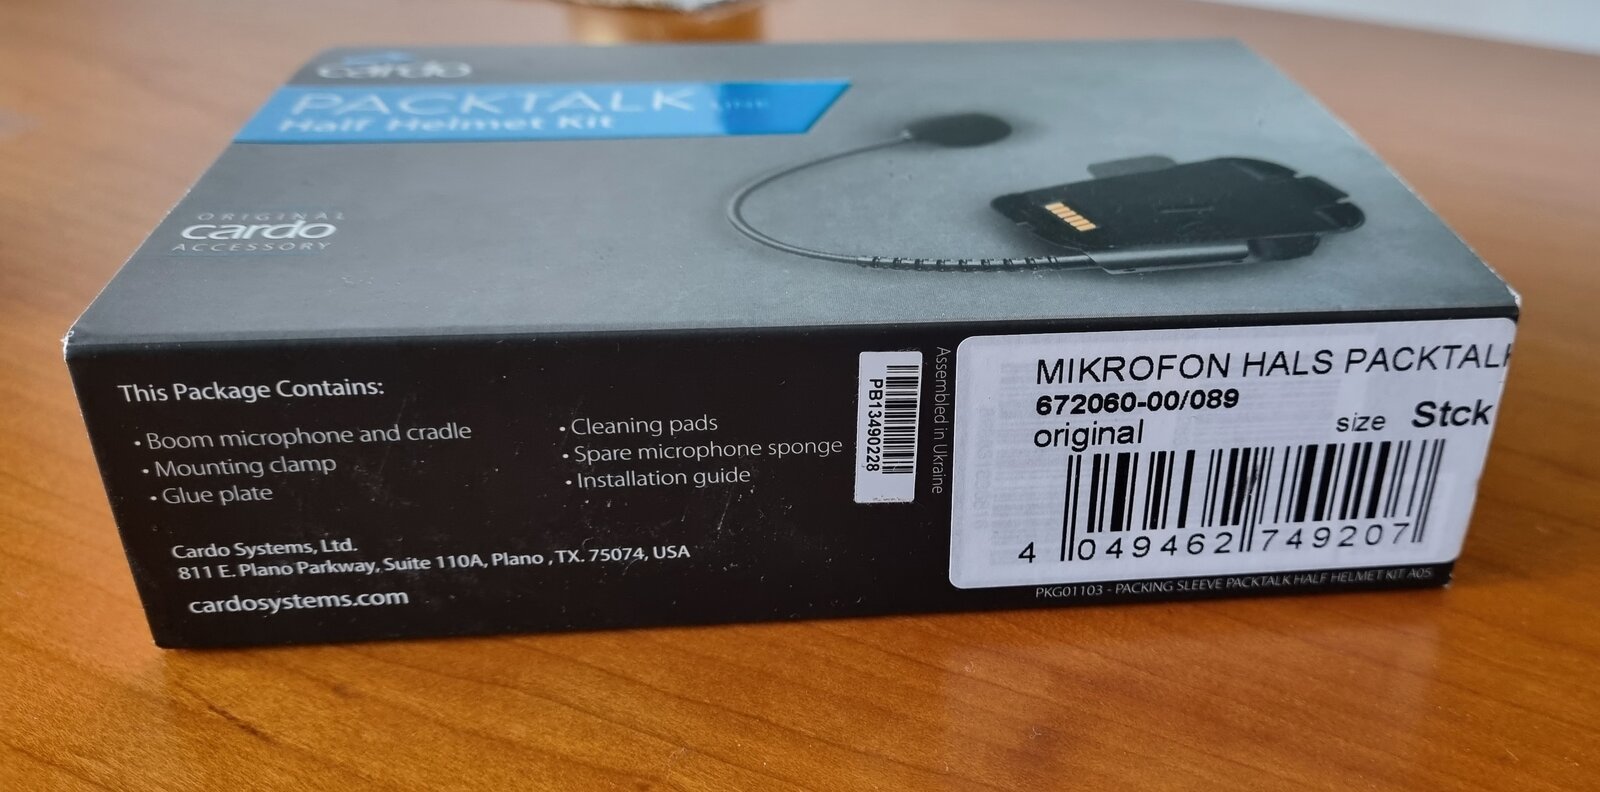 cardo
PACKTALK LINE
Half Helmet Kit
ORIGINAL
cardo
ACCESSORY
This Package Contains:
• Boom microphone and cradle
• Mounting clamp
• Glue plate
• Cleaning pads
• Spare microphone sponge
• Installation guide
Cardo Systems, Ltd.
811 E. Plano Parkway, Suite 110A, Plano , TX. 75074, USA
cardosystems.com
PB13490228
Assembled in Ukraine
MIKROFON HALS PACKTALK
672060-00/089
original
size Stck
4 049462 749207
PKG01103 - PACKING SLEEVE PACKTALK HALF HELMET KIT A05